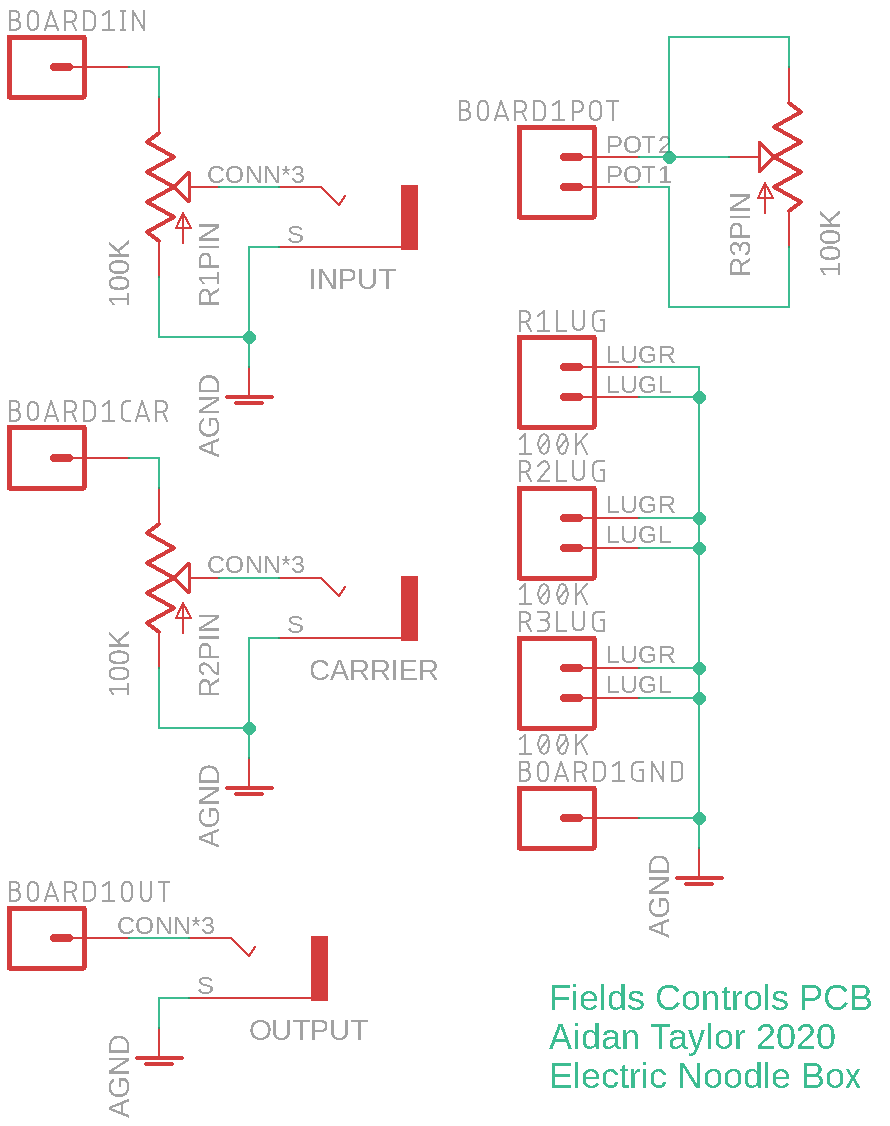 BOARD1IN
CONN*3
S
INPUT
100K
R1PIN
AGND
BOARD1CAR
CONN*3
S
CARRIER
100K
R2PIN
AGND
BOARD1OUT
CONN*3
S
OUTPUT
AGND
BOARD1POT
POT2
POT1
R3PIN
100K
R1LUG
LUGR
LUGL
100K
R2LUG
LUGR
LUGL
100K
R3LUG
LUGR
LUGL
100K
BOARD1GND
AGND
Fields Controls PCB
Aidan Taylor 2020
Electric Noodle Box